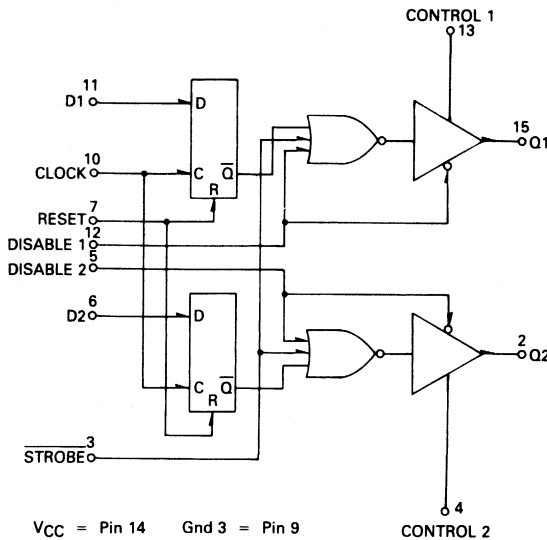 CONTROL 1
13
11
D1
D
15
Q1
10
CLOCK
C
Q̅
R
7
RESET
12
DISABLE 1
5
DISABLE 2
6
D2
D
2
Q2
C
Q̅
R
3
S̅T̅R̅O̅B̅E̅
4
CONTROL 2
VCC = Pin 14 Gnd 3 = Pin 9